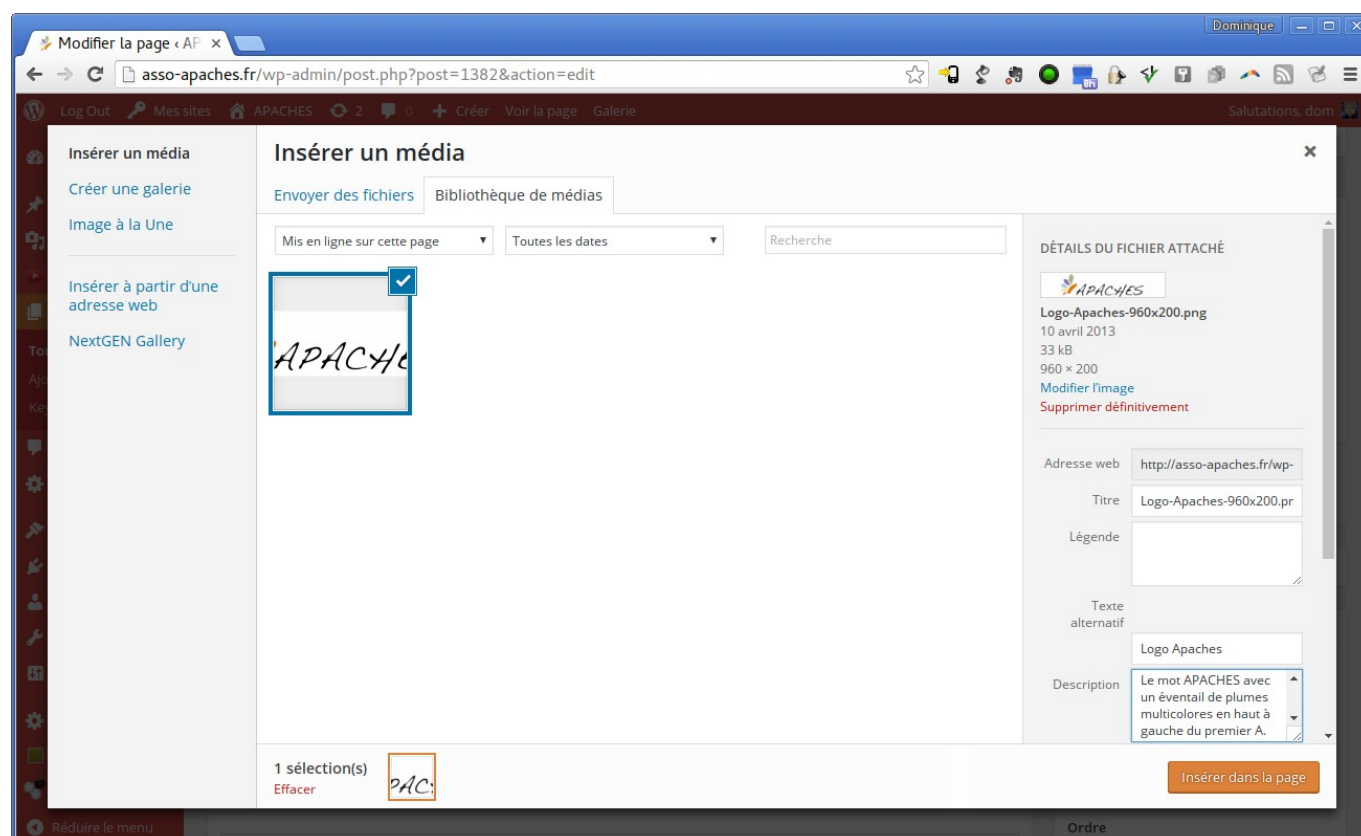 Dominique
Modifier la page ‹ AP
asso-apaches.fr/wp-admin/post.php?post=1382&action=edit
8h
Log Out Mes sites APACHES 2 0 Créer Voir la page Galerie Salutations, dom
Insérer un média
Créer une galerie
Image à la Une
Insérer à partir d'une
adresse web
NextGEN Gallery
Insérer un média
Envoyer des fichiers Bibliothèque de médias
Mis en ligne sur cette page Toutes les dates Recherche
APACHE
DÉTAILS DU FICHIER ATTACHÉ
APACHES
Logo-Apaches-960x200.png
10 avril 2013
33 kB
960 × 200
Modifier l'image
Supprimer définitivement
Adresse web http://asso-apaches.fr/wp-
Titre Logo-Apaches-960x200.pr
Légende
Texte
alternatif
Logo Apaches
Description Le mot APACHES avec
un éventail de plumes
multicolores en haut à
gauche du premier A.
1 sélection(s)
Effacer
PAC
Insérer dans la page
Réduire le menu
Ordre